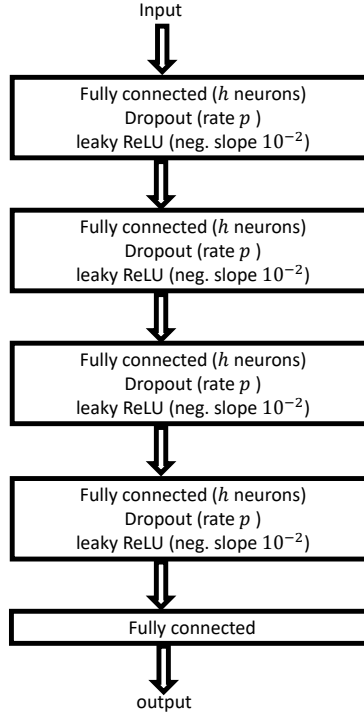 Input
Fully connected (h neurons)
Dropout (rate p )
leaky ReLU (neg. slope 10⁻²)
Fully connected (h neurons)
Dropout (rate p )
leaky ReLU (neg. slope 10⁻²)
Fully connected (h neurons)
Dropout (rate p )
leaky ReLU (neg. slope 10⁻²)
Fully connected (h neurons)
Dropout (rate p )
leaky ReLU (neg. slope 10⁻²)
Fully connected
output